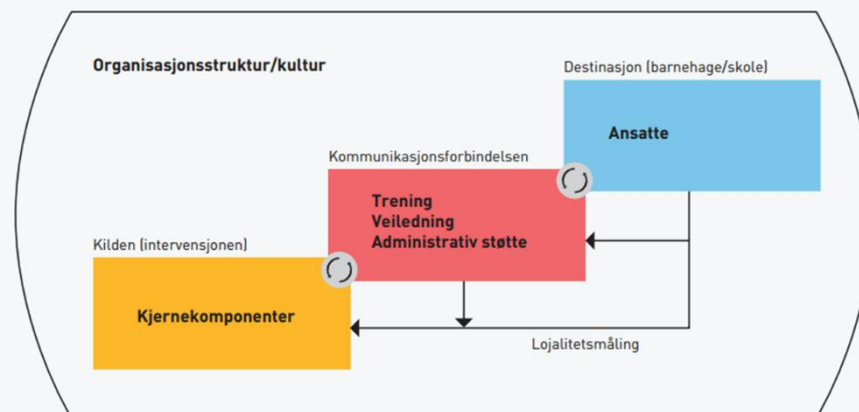 Organisasjonsstruktur/kultur
Destinasjon (barnehage/skole)
Ansatte
Kommunikasjonsforbindelsen
Trening
Veiledning
Administrativ støtte
Kilden (intervensjonen)
Kjernekomponenter
Lojalitetsmåling